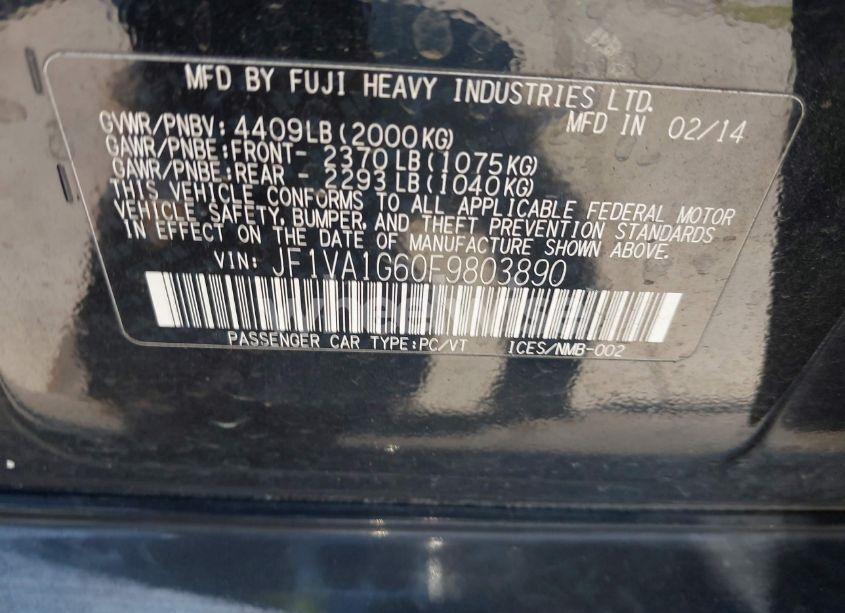 MFD BY FUJI HEAVY INDUSTRIES LTD.
MFD IN 02/14
GVWR/PNBV: 4409LB(2000KG)
GAWR/PNBE:FRONT- 2370LB(1075KG)
GAWR/PNBE:REAR - 2293LB(1040KG)
THIS VEHICLE CONFORMS TO ALL APPLICABLE FEDERAL MOTOR
VEHICLE SAFETY, BUMPER, AND THEFT PREVENTION STANDARDS
IN EFFECT ON THE DATE OF MANUFACTURE SHOWN ABOVE.
VIN: JF1VA1G60F9803890
PASSENGER CAR TYPE:PC/VT ICES/NMB-002